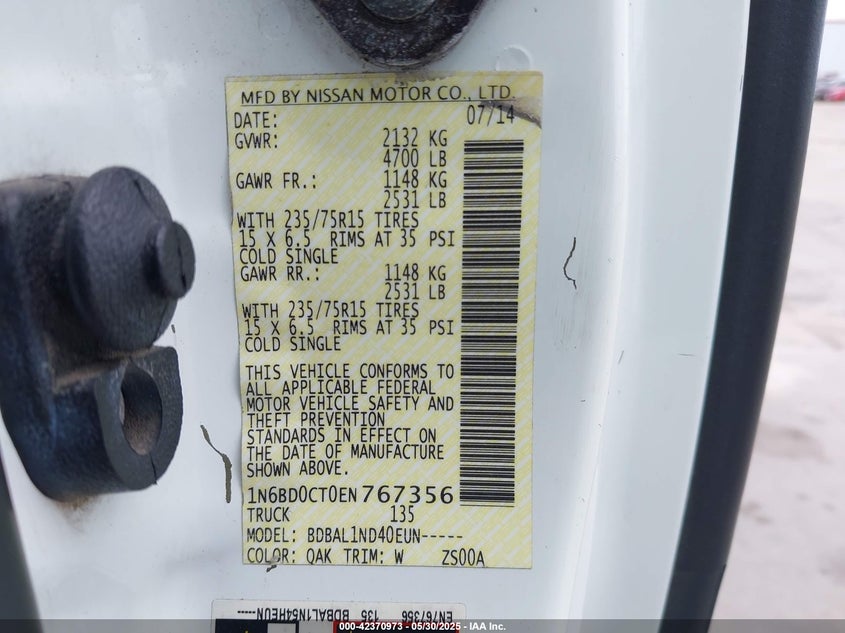 MFD BY NISSAN MOTOR CO., LTD.
DATE: 07/14
GVWR: 2132 KG
4700 LB
GAWR FR.: 1148 KG
2531 LB
WITH 235/75R15 TIRES
15 X 6.5 RIMS AT 35 PSI
COLD SINGLE
GAWR RR.: 1148 KG
2531 LB
WITH 235/75R15 TIRES
15 X 6.5 RIMS AT 35 PSI
COLD SINGLE
THIS VEHICLE CONFORMS TO
ALL APPLICABLE FEDERAL
MOTOR VEHICLE SAFETY AND
THEFT PREVENTION
STANDARDS IN EFFECT ON
THE DATE OF MANUFACTURE
SHOWN ABOVE.
1N6BD0CT0EN767356
TRUCK 135
MODEL: BDBAL1ND40EUN-----
COLOR: QAK TRIM: W ZS00A
EN767356 135 BDBAL1N54HEUN-----
000-42370973 - 05/30/2025 - IAA Inc.